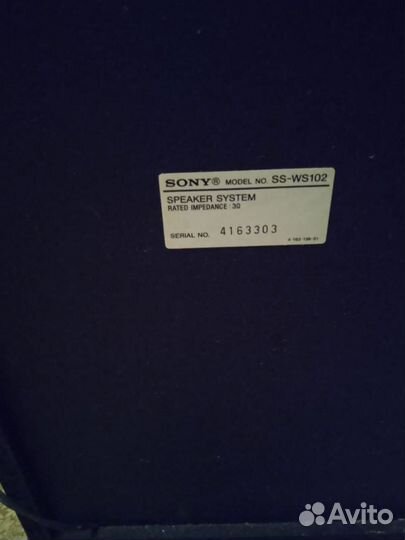 SONY® MODEL NO. SS-WS102
SPEAKER SYSTEM
RATED IMPEDANCE : 3Ω
SERIAL NO. 4163303
Avito